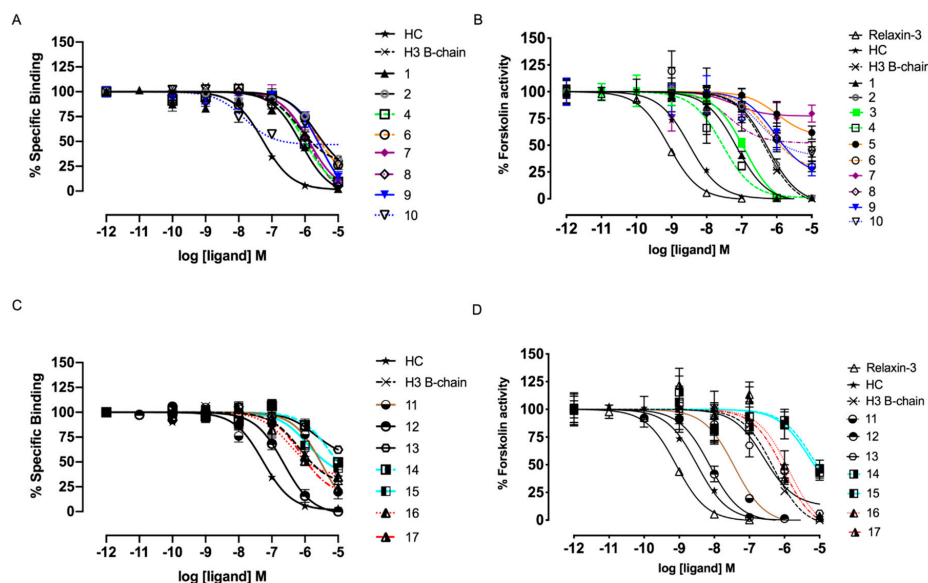 A
% Specific Binding
150
125
100
75
50
25
0
-12 -11 -10 -9 -8 -7 -6 -5
log [ligand] M
HC
H3 B-chain
1
2
4
6
7
8
9
10
B
% Forskolin activity
150
125
100
75
50
25
0
-12 -11 -10 -9 -8 -7 -6 -5
log [ligand] M
Relaxin-3
HC
H3 B-chain
1
2
3
4
5
6
7
8
9
10
C
% Specific Binding
150
125
100
75
50
25
0
-12 -11 -10 -9 -8 -7 -6 -5
log [ligand] M
HC
H3 B-chain
11
12
13
14
15
16
17
D
% Forskolin activity
150
125
100
75
50
25
0
-12 -11 -10 -9 -8 -7 -6 -5
log [ligand] M
Relaxin-3
HC
H3 B-chain
11
12
13
14
15
16
17